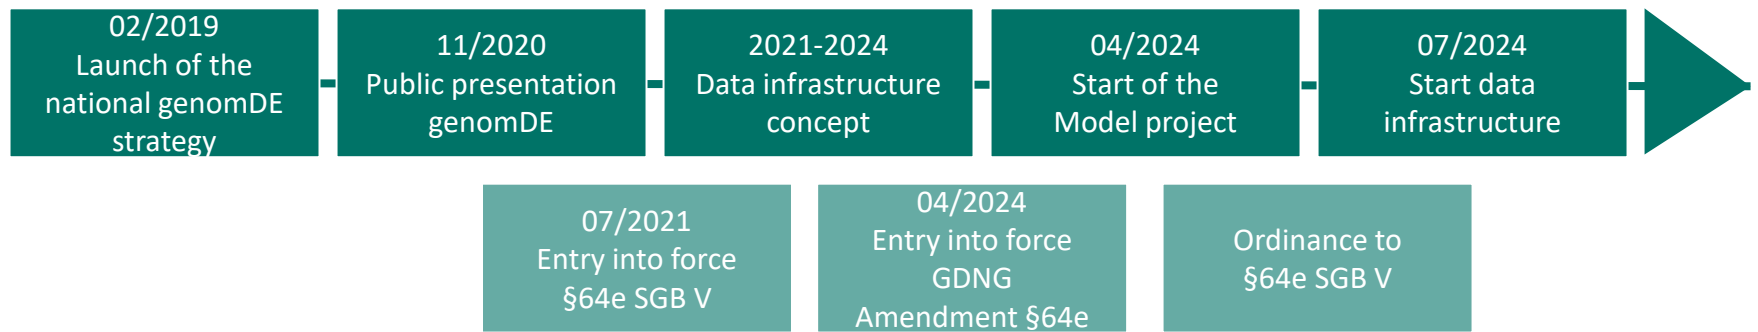 02/2019
Launch of the
national genomDE
strategy
11/2020
Public presentation
genomDE
2021-2024
Data infrastructure
concept
04/2024
Start of the
Model project
07/2024
Start data
infrastructure
07/2021
Entry into force
§64e SGB V
04/2024
Entry into force
GDNG
Amendment §64e
Ordinance to
§64e SGB V